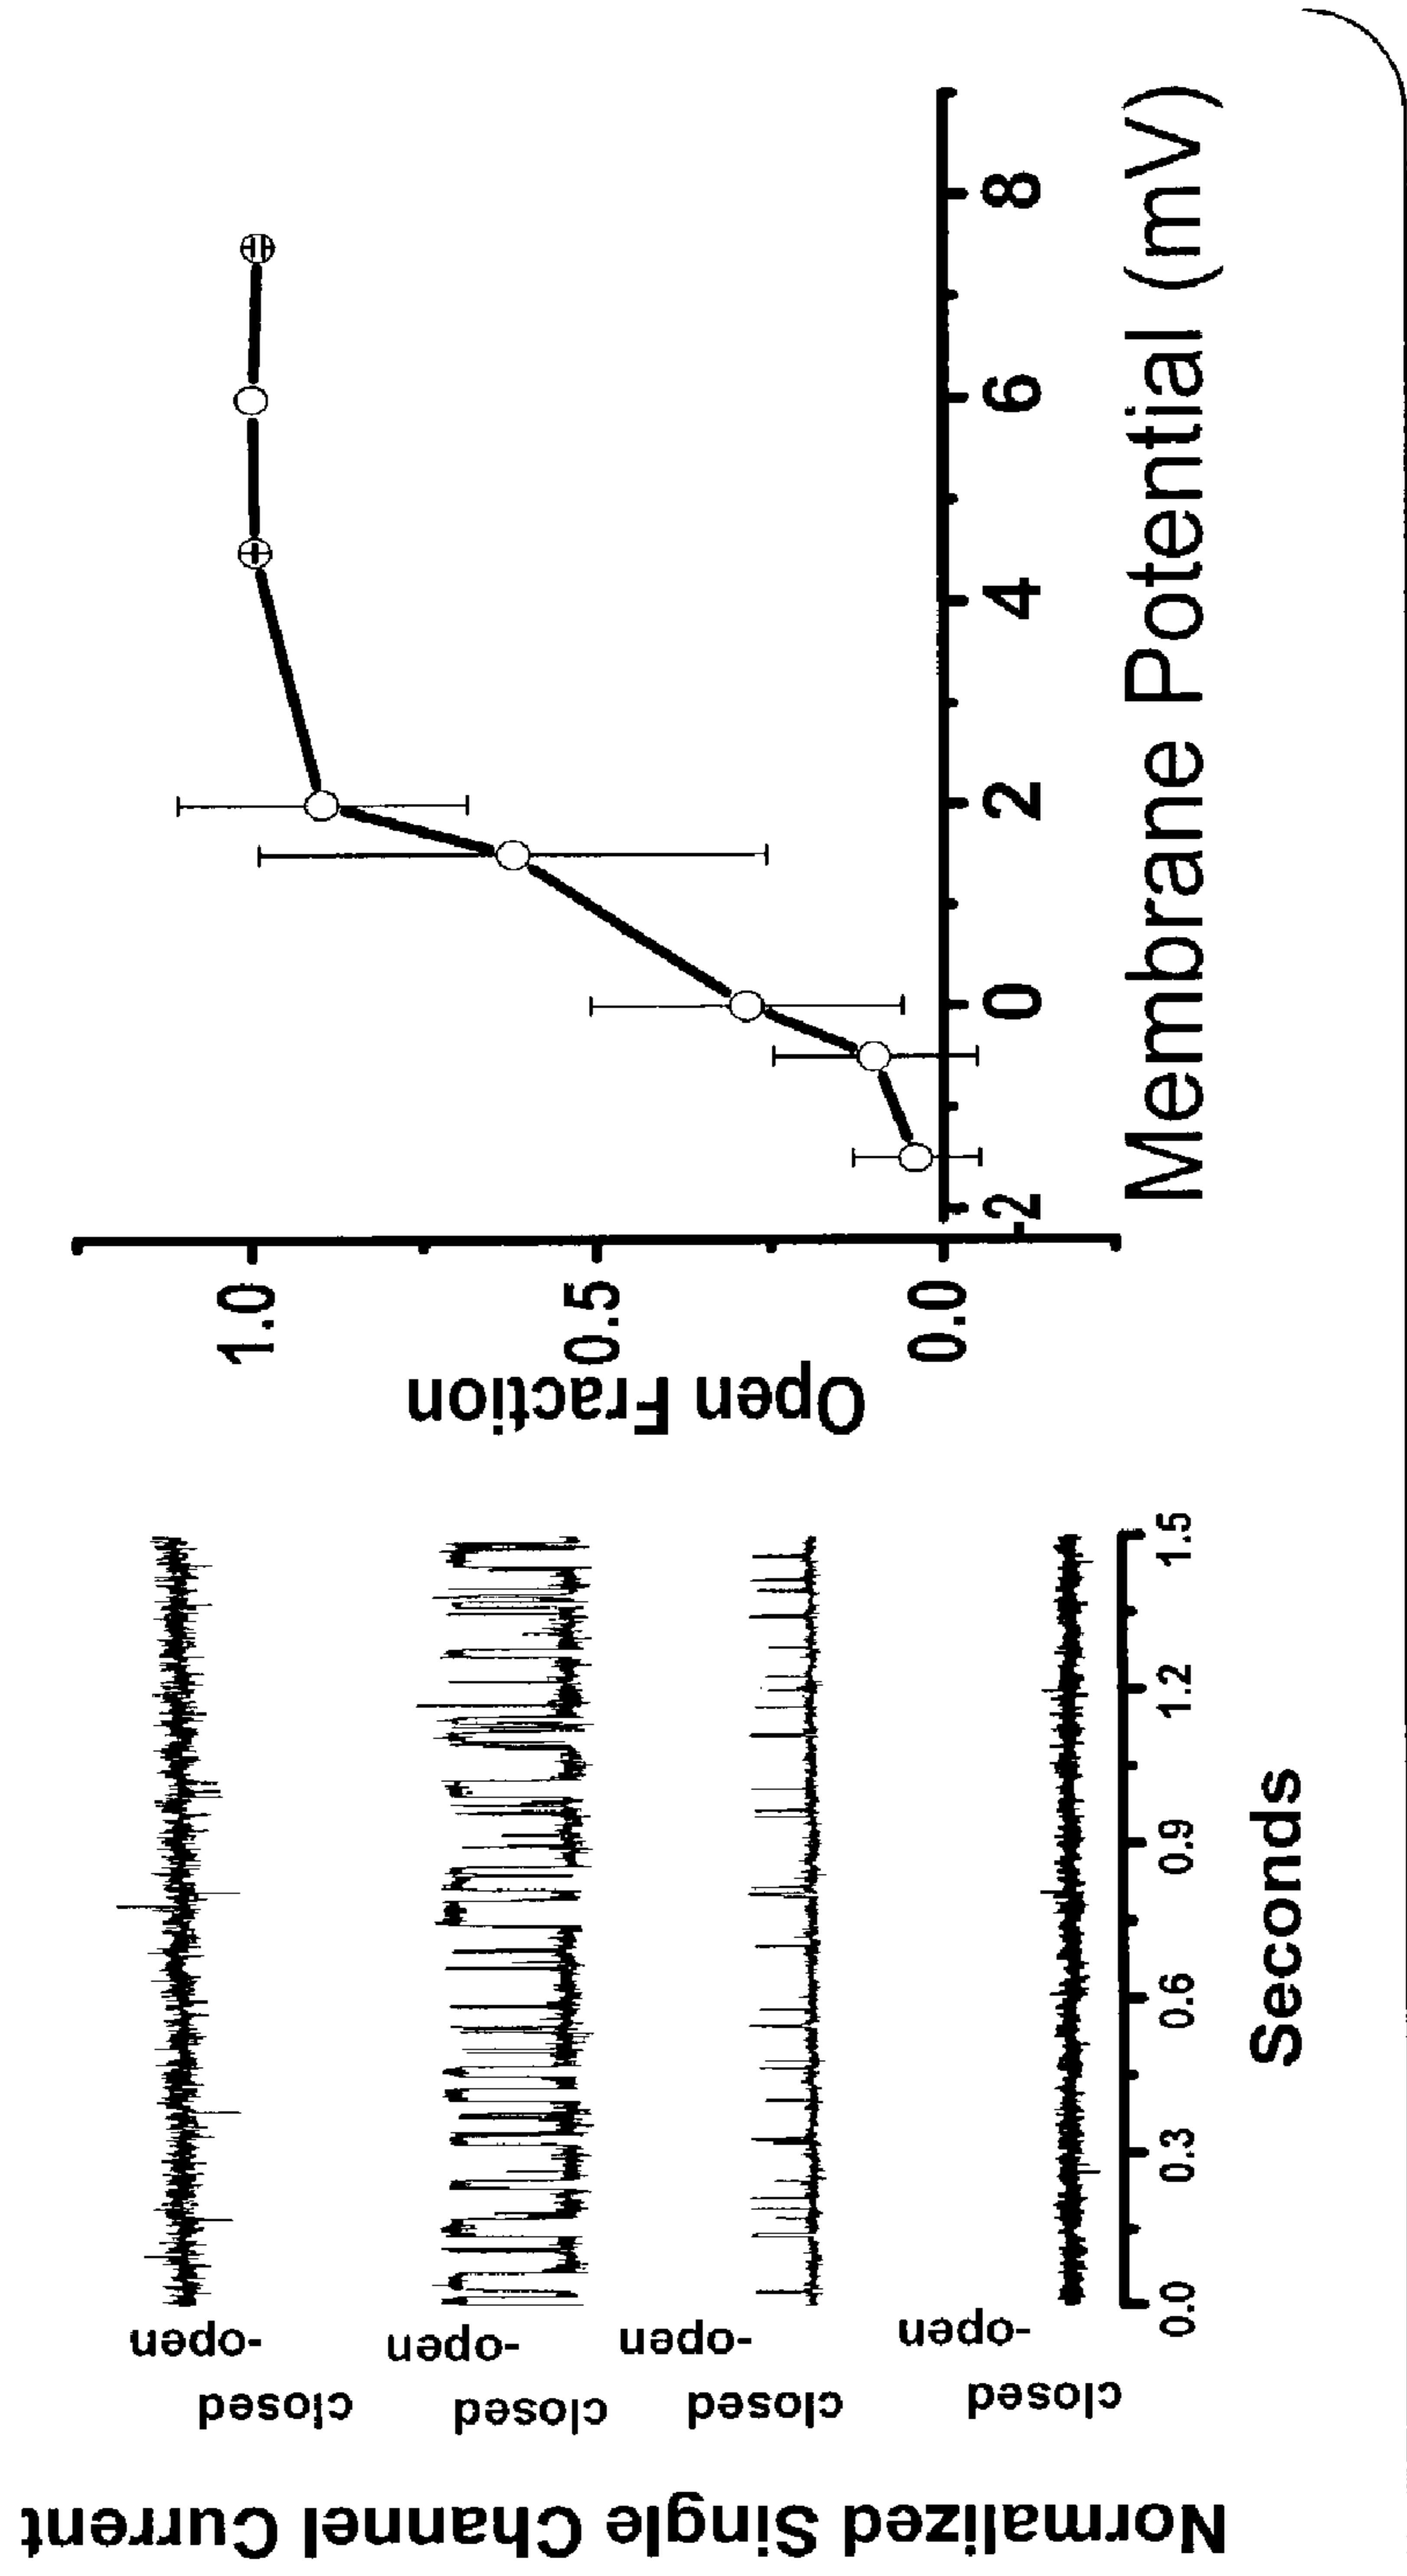 Normalized Single Channel Current
-open
closed
-open
closed
-open
closed
-open
closed
0.0 0.3 0.6 0.9 1.2 1.5
Seconds
Open Fraction
1.0
0.5
0.0
-2 0 2 4 6 8
Membrane Potential (mV)